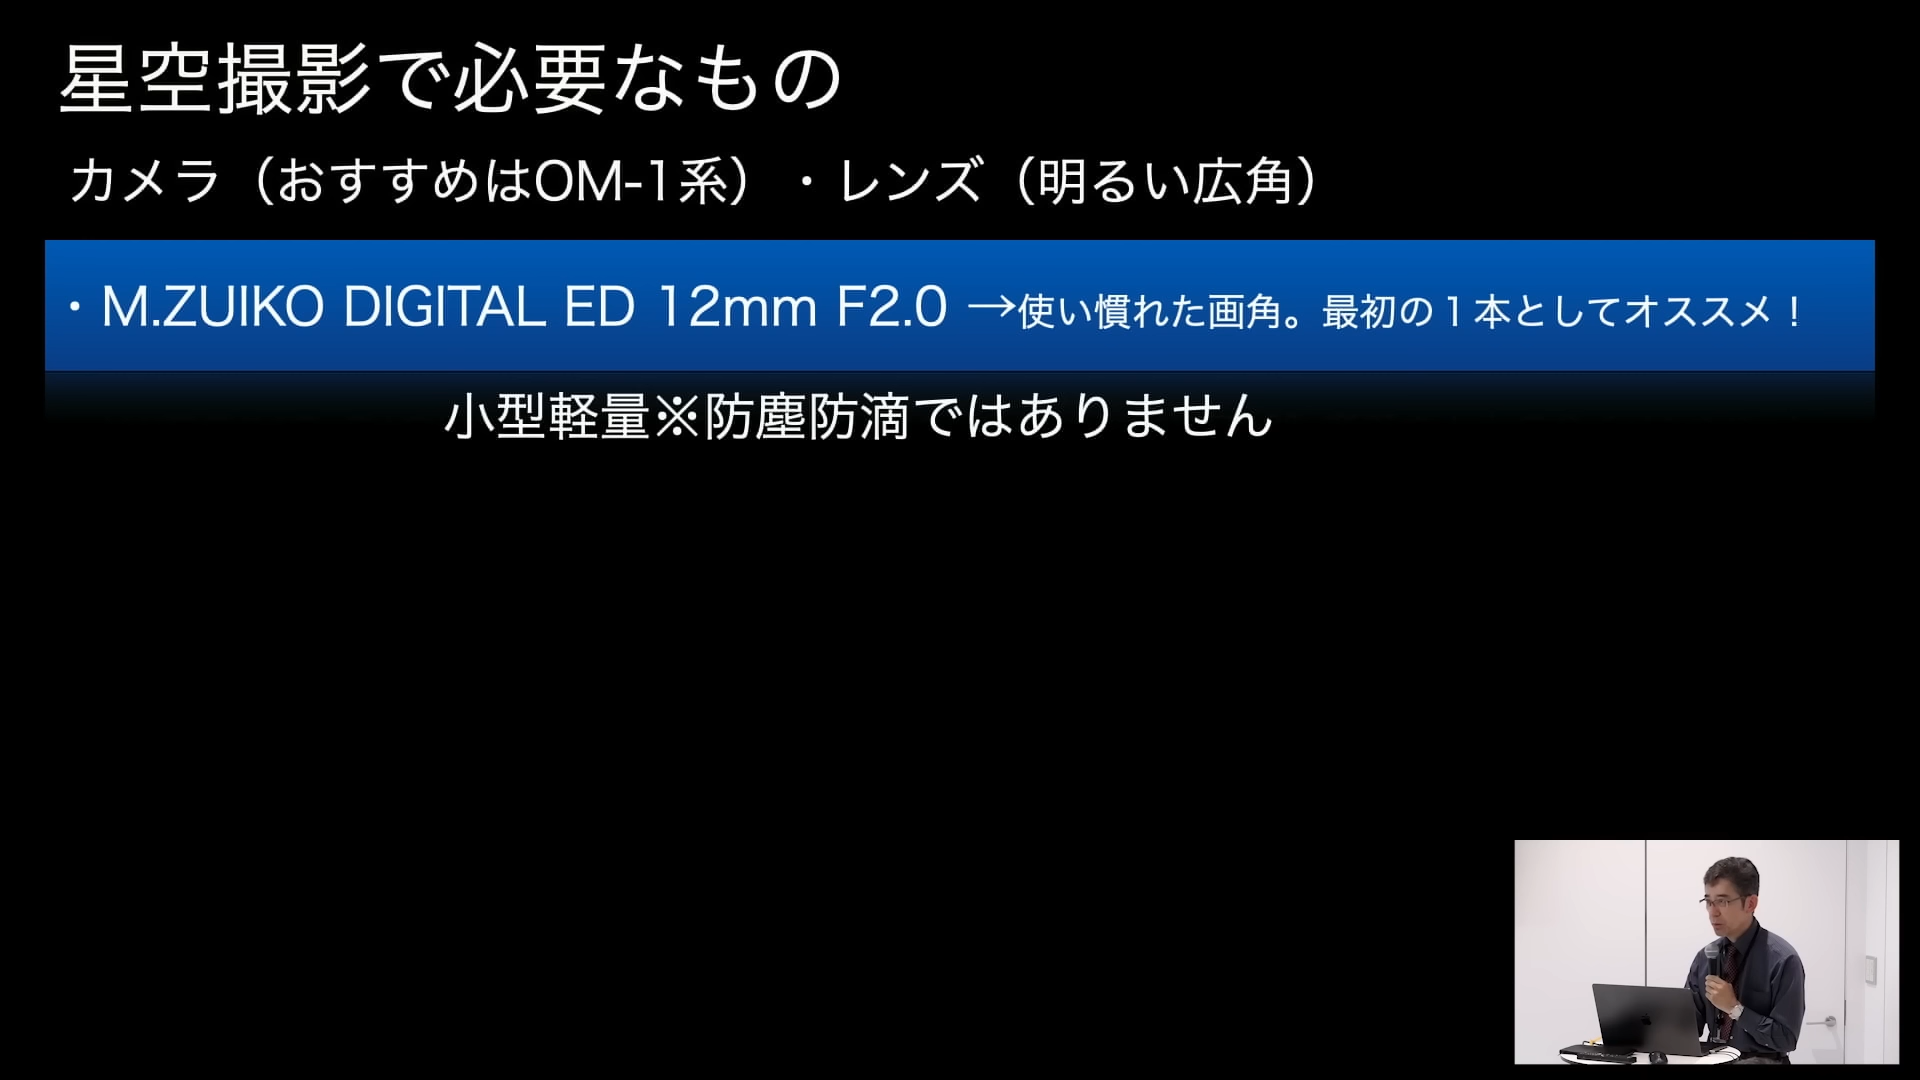 星空撮影で必要なもの
カメラ（おすすめはOM-1系）・レンズ（明るい広角）
・M.ZUIKO DIGITAL ED 12mm F2.0 →使い慣れた画角。最初の１本としてオススメ！
小型軽量※防塵防滴ではありません